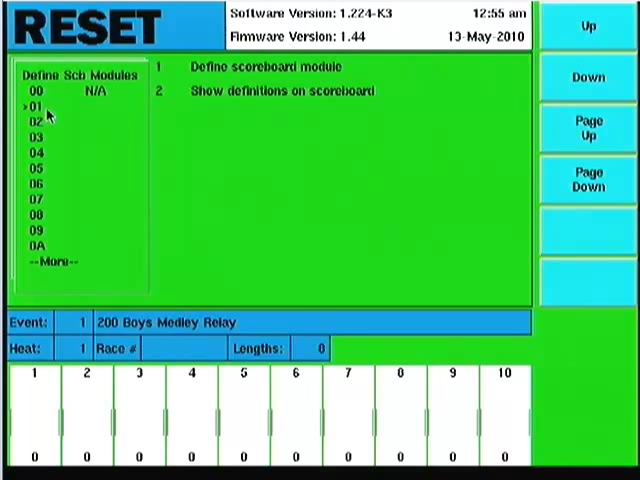 RESET
Software Version: 1.224-K3 12:55 am
Firmware Version: 1.44 13-May-2010
Up
Down
Page
Up
Page
Down
Define Scb Modules
00 N/A
>01
02
03
04
05
06
07
08
09
0A
--More--
1 Define scoreboard module
2 Show definitions on scoreboard
Event: 1 200 Boys Medley Relay
Heat: 1 Race # Lengths: 0
1 2 3 4 5 6 7 8 9 10
0 0 0 0 0 0 0 0 0 0